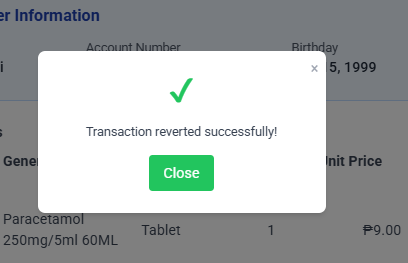 er Information
Account Number
Birthday
i
5, 1999
×
Transaction reverted successfully!
Close
s
Gener
Unit Price
Paracetamol
250mg/5ml 60ML
Tablet
1
₱9.00